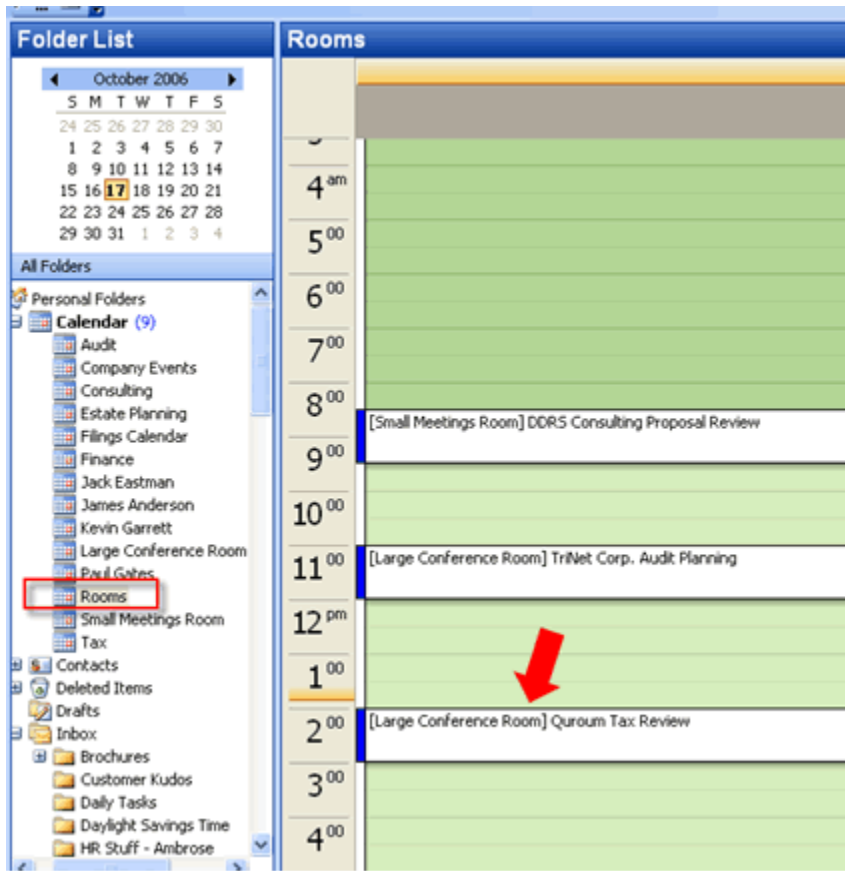 Folder List
October 2006
S M T W T F S
24 25 26 27 28 29 30
1 2 3 4 5 6 7
8 9 10 11 12 13 14
15 16 17 18 19 20 21
22 23 24 25 26 27 28
29 30 31 1 2 3 4
All Folders
Personal Folders
Calendar (9)
Audit
Company Events
Consulting
Estate Planning
Filings Calendar
Finance
Jack Eastman
James Anderson
Kevin Garrett
Large Conference Room
Paul Gates
Rooms
Small Meetings Room
Tax
Contacts
Deleted Items
Drafts
Inbox
Brochures
Customer Kudos
Daily Tasks
Daylight Savings Time
HR Stuff - Ambrose
Rooms
4 am
5 00
6 00
7 00
8 00
[Small Meetings Room] DDRS Consulting Proposal Review
9 00
10 00
11 00
[Large Conference Room] TriNet Corp. Audit Planning
12 pm
1 00
2 00
[Large Conference Room] Quroum Tax Review
3 00
4 00